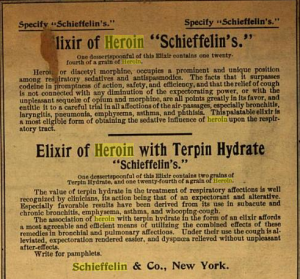 Specify "Schieffelin's." Specify "Schieffelin's."
Elixir of Heroin "Schieffelin's."
One dessertspoonful of this Elixir contains one twenty-
fourth of a grain of Heroin.
Heroin, or diacetyl morphine, occupies a prominent and unique position
among respiratory sedatives and antispasmodics. The facts that it surpasses
codeine in promptness of action, safety, and efficiency, and that the relief of cough
is not connected with any diminution of the expectorating power, or with the
unpleasant sequelæ of opium and morphine, are all points greatly in its favor, and
entitle it to a careful trial in all affections of the air-passages, especially bronchitis,
laryngitis, pneumonia, emphysema, asthma, and phthisis. This palatable elixir is
a most eligible form of obtaining the sedative influence of heroin upon the respira-
tory tract.
Elixir of Heroin with Terpin Hydrate
"Schieffelin's."
One dessertspoonful of this Elixir contains two grains of
Terpin Hydrate, and one twenty-fourth of a grain of Heroin.
The value of terpin hydrate in the treatment of respiratory affections is well
recognized by clinicians, its action being that of an expectorant and alterative.
Especially favorable results have been derived from its use in subacute and
chronic bronchitis, emphysema, asthma, and whooping-cough.
The association of heroin with terpin hydrate in the form of an elixir affords
a most agreeable and efficient means of utilizing the combined effects of these
remedies in bronchial and pulmonary affections. Under their use the cough is al-
leviated, expectoration rendered easier, and dyspnœa relieved without unpleasant
after-effects.
Write for pamphlets.
Schieffelin & Co., New York.